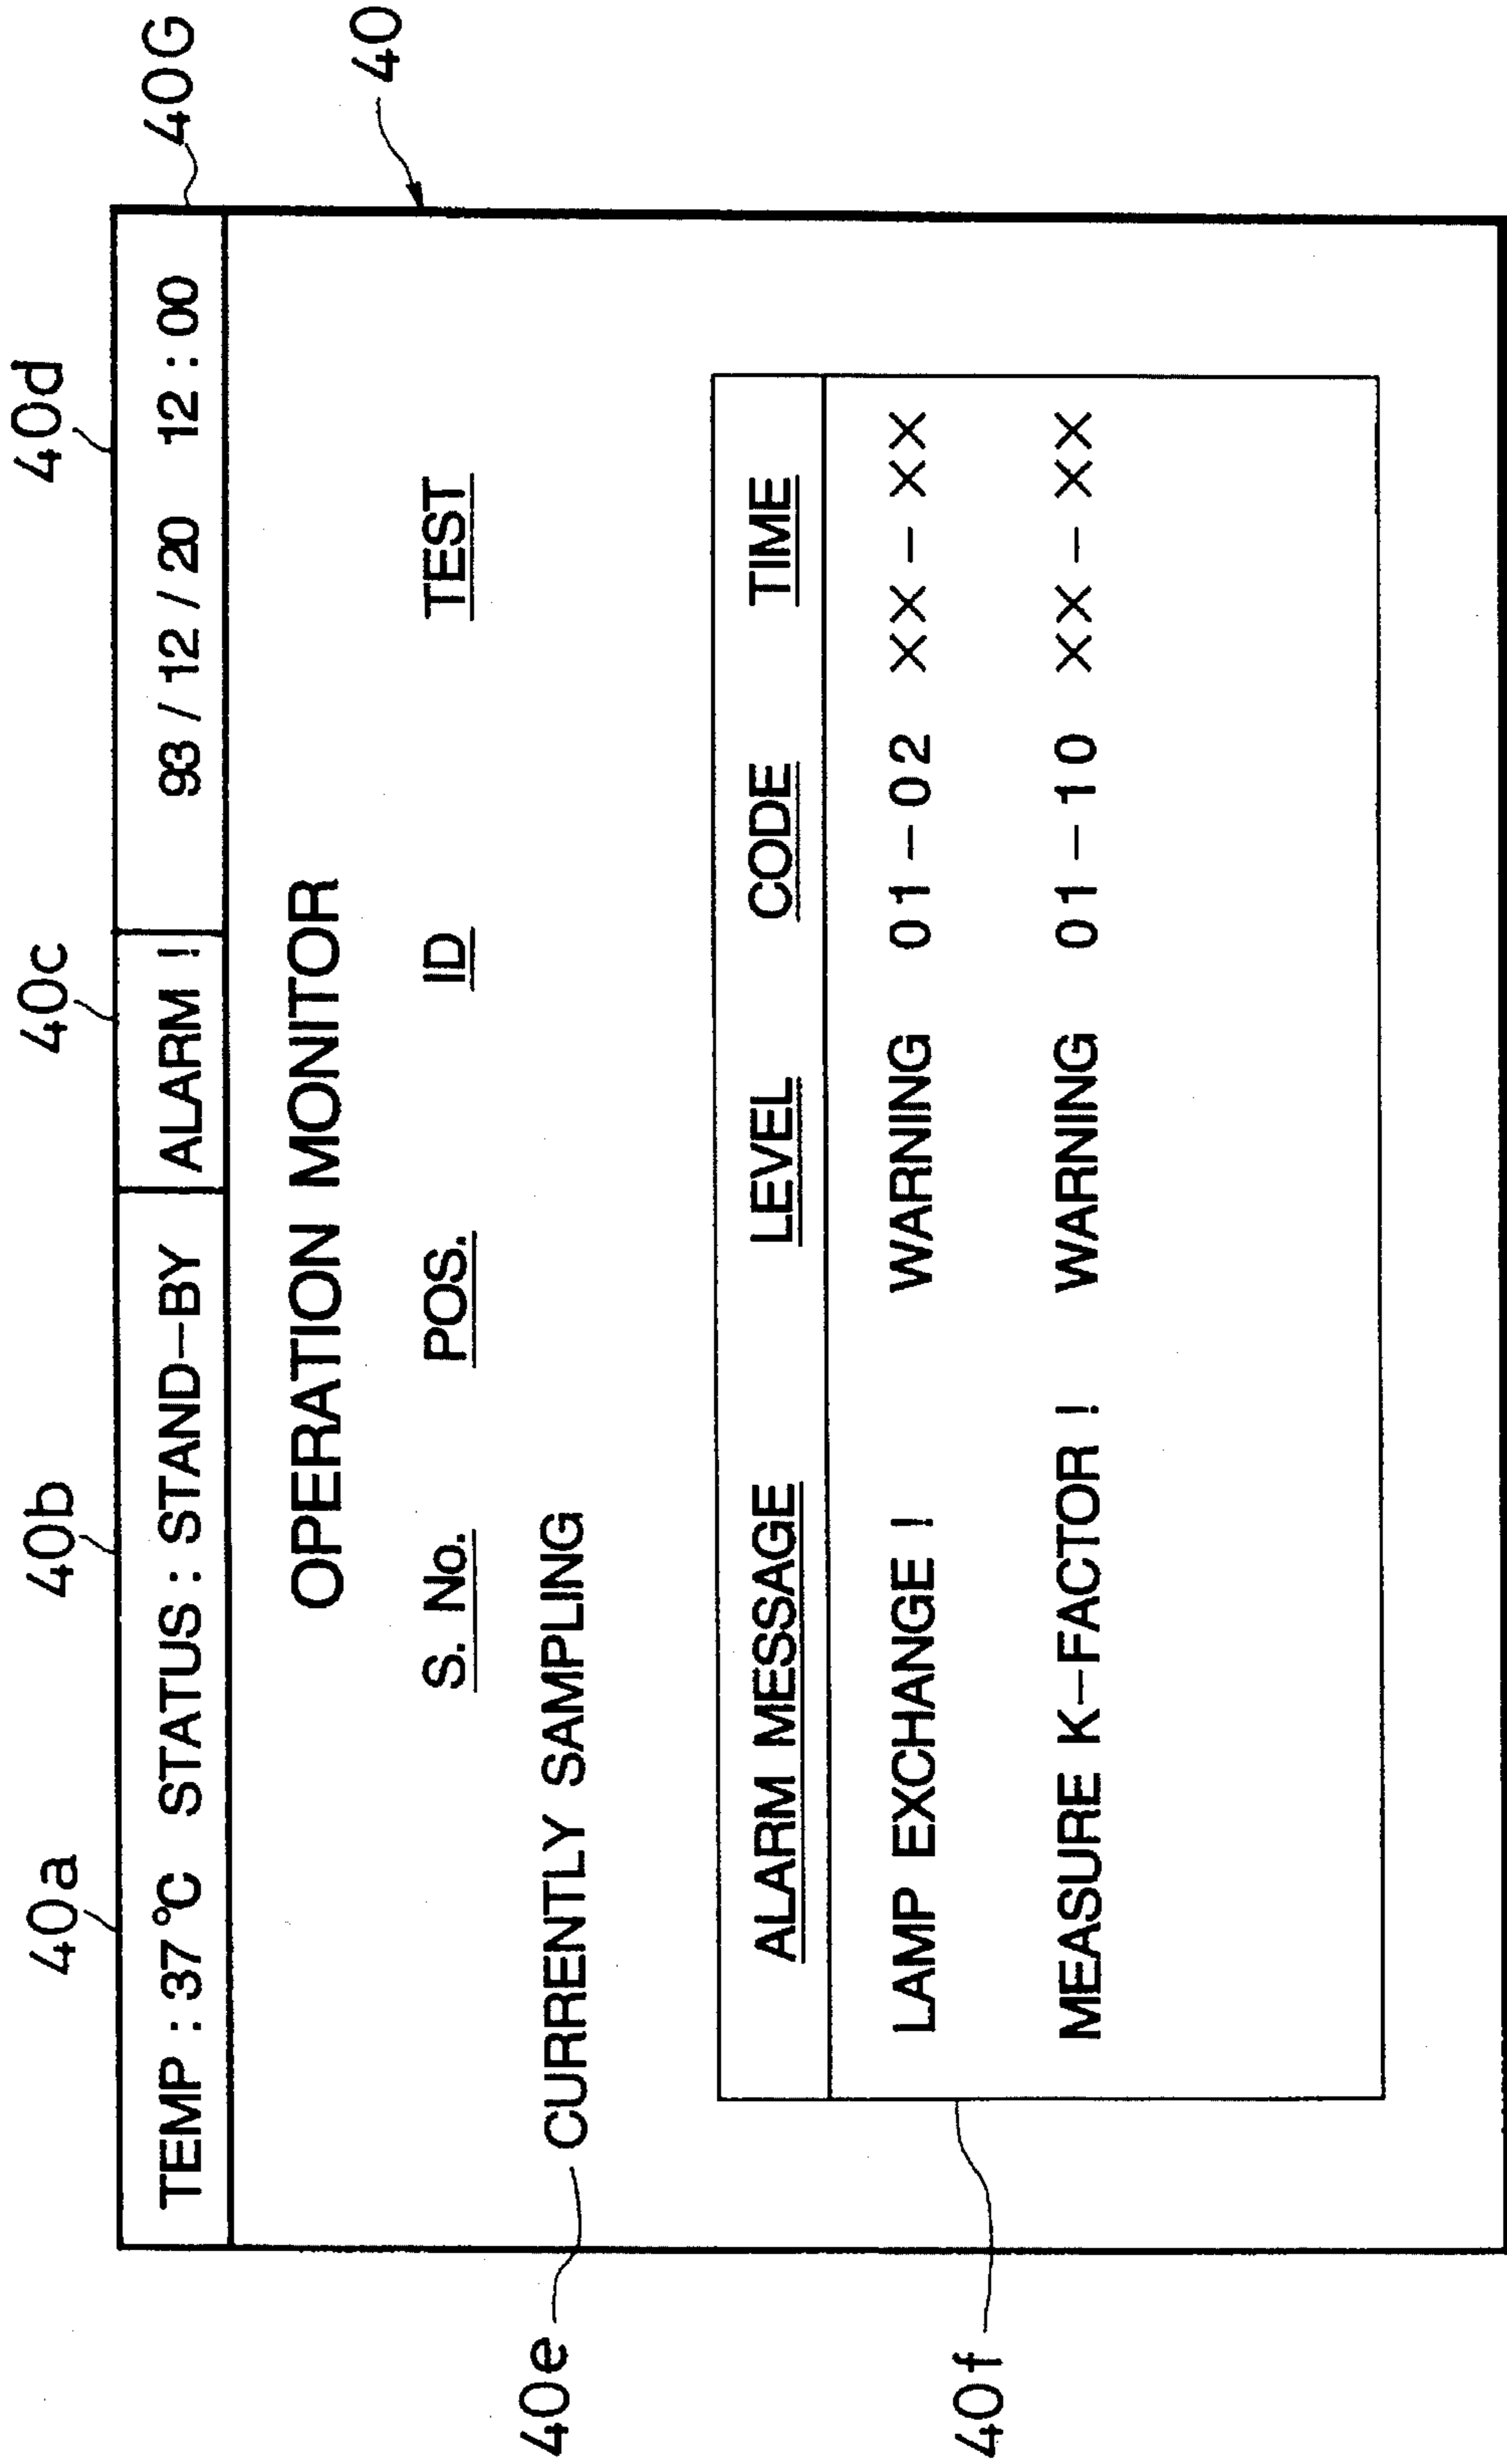 40a 40b 40c 40d
40G
TEMP : 37 °C STATUS : STAND-BY ALARM ! 93 / 12 / 20 12 : 00
40
OPERATION MONITOR
S. No. POS. ID TEST
40e CURRENTLY SAMPLING
ALARM MESSAGE LEVEL CODE TIME
LAMP EXCHANGE ! WARNING 01-02 XX-XX
40f
MEASURE K-FACTOR ! WARNING 01-10 XX-XX